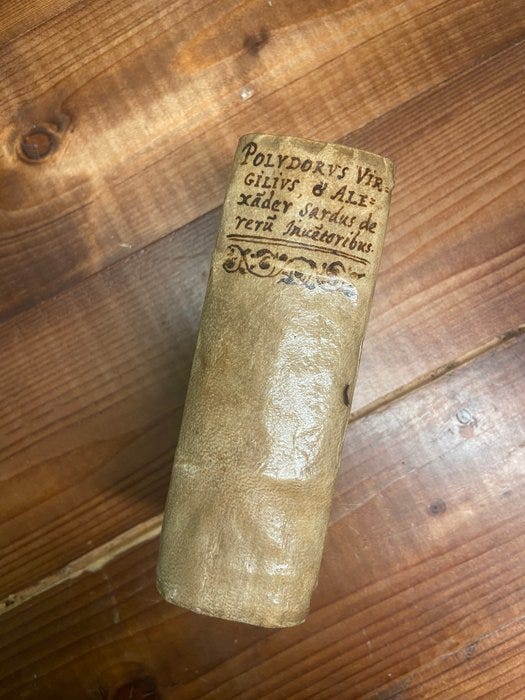 POLYDORVS VIR=
GILIVS, & ALE=
xãder Sardus de
rerũ Inuẽtoribus.